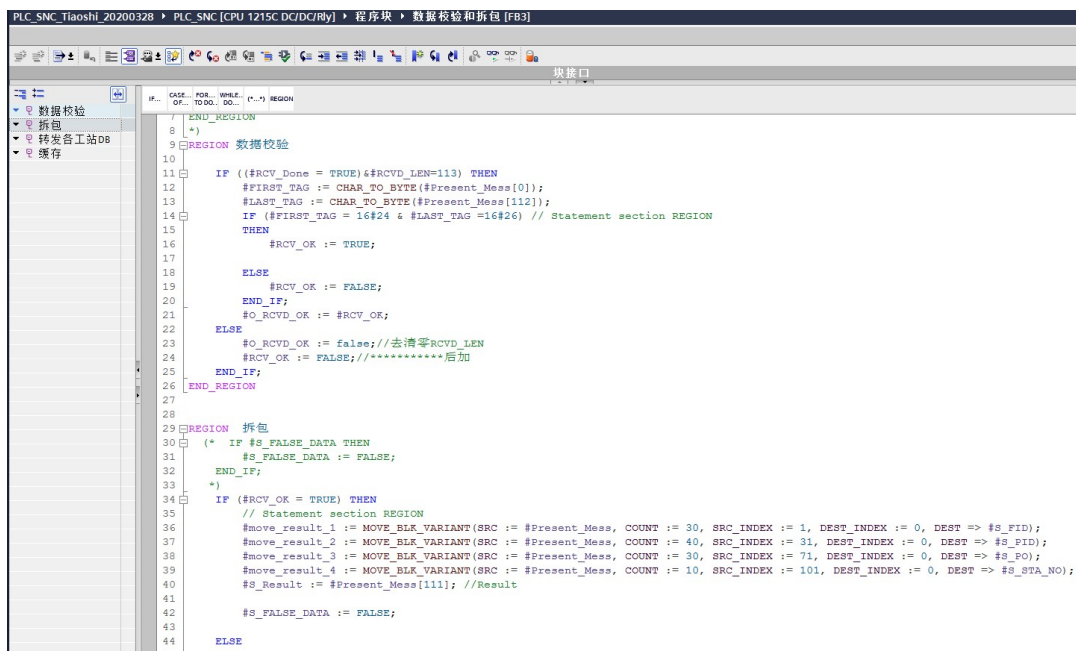 PLC_SNC_Tiaoshi_20200328 ▸ PLC_SNC [CPU 1215C DC/DC/Rly] ▸ 程序块 ▸ 数据校验和拆包 [FB3]
块接口
IF... CASE... OF... FOR... TO DO.. WHILE.. DO... (*...*) REGION
数据校验
拆包
转发各工站DB
缓存
7 END_REGION
8 *)
9 REGION 数据校验
10
11 IF ((#RCV_Done = TRUE)&#RCVD_LEN=113) THEN
12 #FIRST_TAG := CHAR_TO_BYTE(#Present_Mess[0]);
13 #LAST_TAG := CHAR_TO_BYTE(#Present_Mess[112]);
14 IF (#FIRST_TAG = 16#24 & #LAST_TAG =16#26) // Statement section REGION
15 THEN
16 #RCV_OK := TRUE;
17
18 ELSE
19 #RCV_OK := FALSE;
20 END_IF;
21 #O_RCVD_OK := #RCV_OK;
22 ELSE
23 #O_RCVD_OK := false;//去清零RCVD_LEN
24 #RCV_OK := FALSE;//***********后加
25 END_IF;
26 END_REGION
27
28
29 REGION 拆包
30 (* IF #S_FALSE_DATA THEN
31 #S_FALSE_DATA := FALSE;
32 END_IF;
33 *)
34 IF (#RCV_OK = TRUE) THEN
35 // Statement section REGION
36 #move_result_1 := MOVE_BLK_VARIANT(SRC := #Present_Mess, COUNT := 30, SRC_INDEX := 1, DEST_INDEX := 0, DEST => #S_FID);
37 #move_result_2 := MOVE_BLK_VARIANT(SRC := #Present_Mess, COUNT := 40, SRC_INDEX := 31, DEST_INDEX := 0, DEST => #S_PID);
38 #move_result_3 := MOVE_BLK_VARIANT(SRC := #Present_Mess, COUNT := 30, SRC_INDEX := 71, DEST_INDEX := 0, DEST => #S_PO);
39 #move_result_4 := MOVE_BLK_VARIANT(SRC := #Present_Mess, COUNT := 10, SRC_INDEX := 101, DEST_INDEX := 0, DEST => #S_STA_NO);
40 #S_Result := #Present_Mess[111]; //Result
41
42 #S_FALSE_DATA := FALSE;
43
44 ELSE